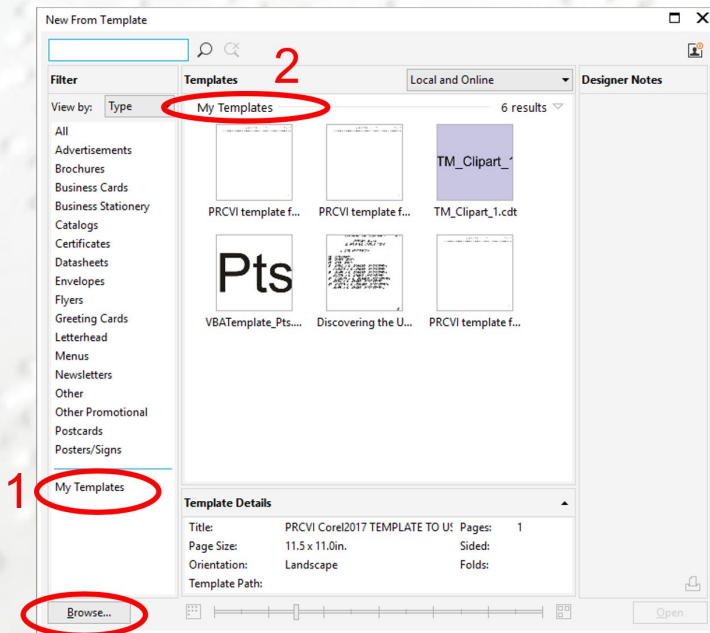 New From Template
2
Filter
Templates
Local and Online
Designer Notes
View by: Type
My Templates
6 results
All
Advertisements
Brochures
Business Cards
Business Stationery
Catalogs
Certificates
Datasheets
Envelopes
Flyers
Greeting Cards
Letterhead
Menus
Newsletters
Other
Other Promotional
Postcards
Posters/Signs
1
My Templates
TM_Clipart_1
PRCVI template f...
PRCVI template f...
TM_Clipart_1.cdt
Pts
VBATemplate_Pts....
Discovering the U...
PRCVI template f...
Template Details
Title: PRCVI Corel2017 TEMPLATE TO US Pages: 1
Page Size: 11.5 x 11.0in. Sided:
Orientation: Landscape Folds:
Template Path:
Browse...
Open